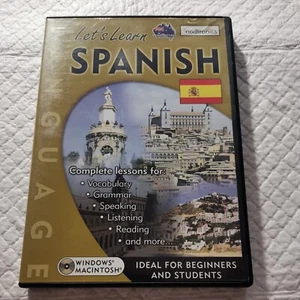 Let's Learn
SPANISH
LANGUAGE
Complete lessons for:
• Vocabulary
• Grammar
• Speaking
• Listening
• Reading
• and more...
WINDOWS®
MACINTOSH®
IDEAL FOR BEGINNERS
AND STUDENTS